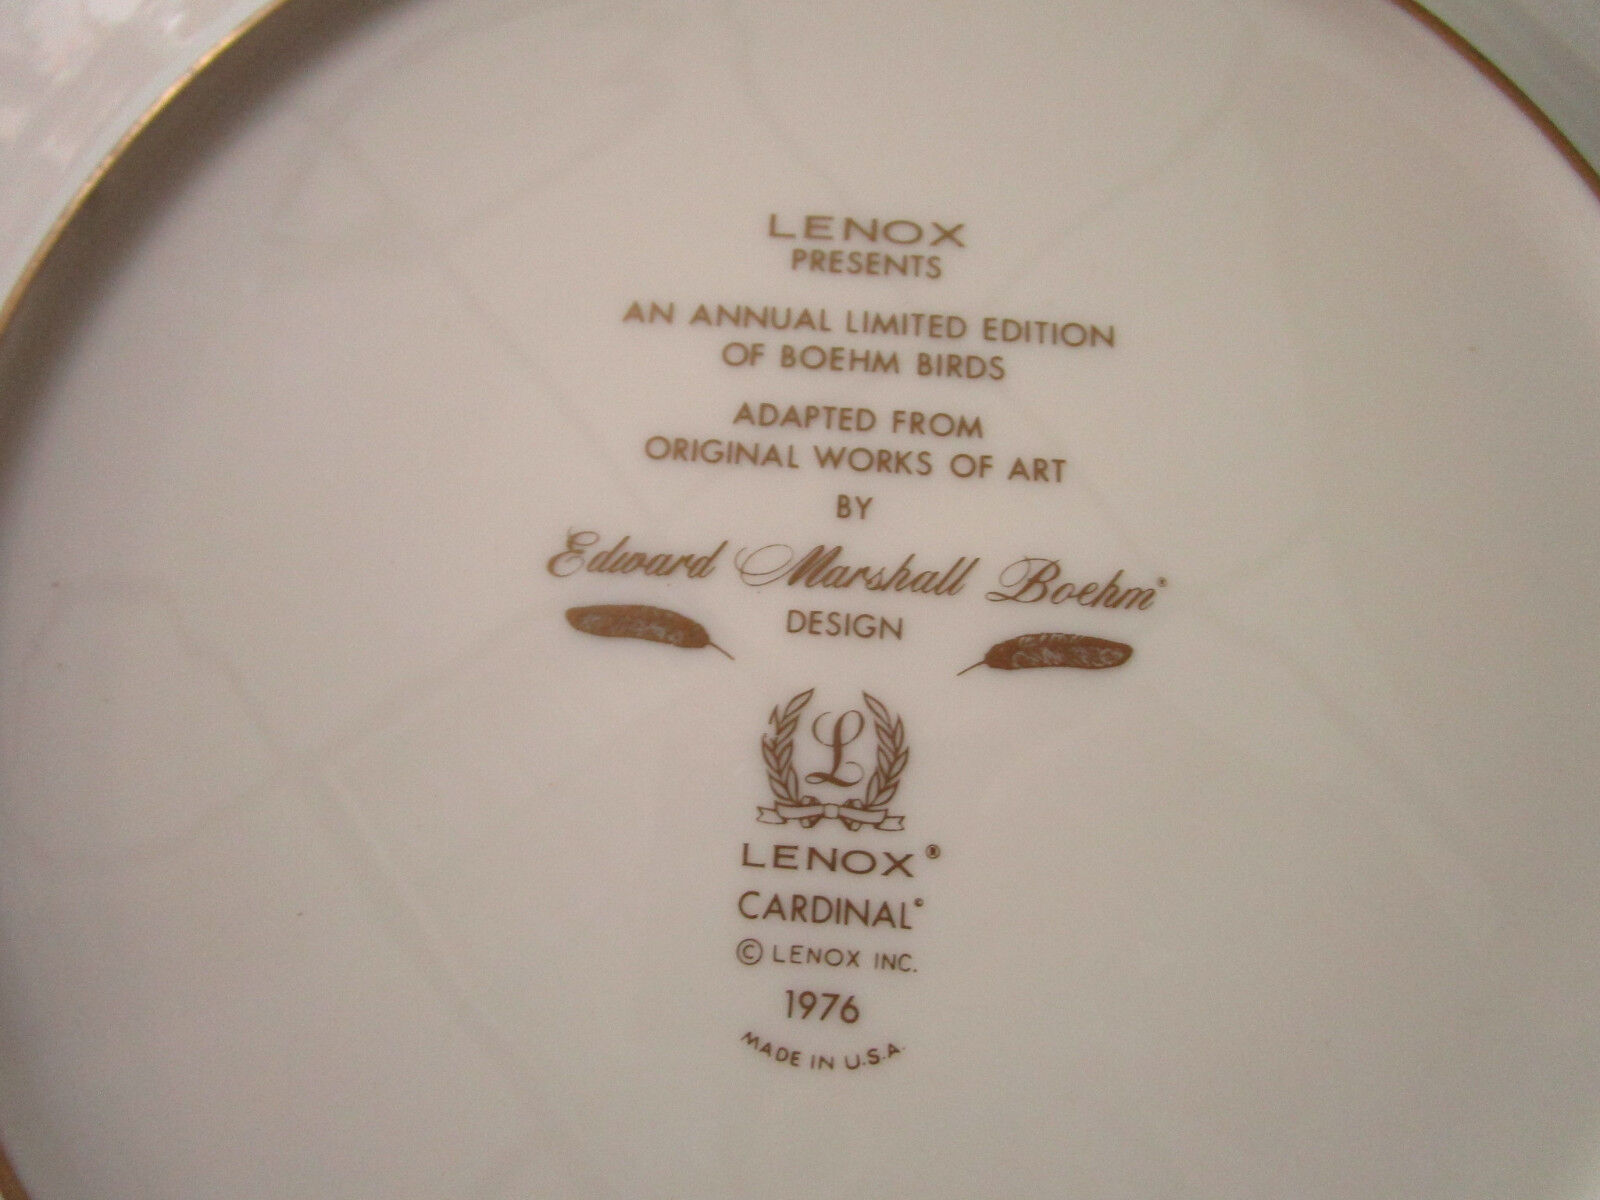 LENOX
PRESENTS
AN ANNUAL LIMITED EDITION
OF BOEHM BIRDS
ADAPTED FROM
ORIGINAL WORKS OF ART
BY
Edward Marshall Boehm®
DESIGN
L
LENOX®
CARDINAL©
© LENOX INC.
1976
MADE IN U.S.A.